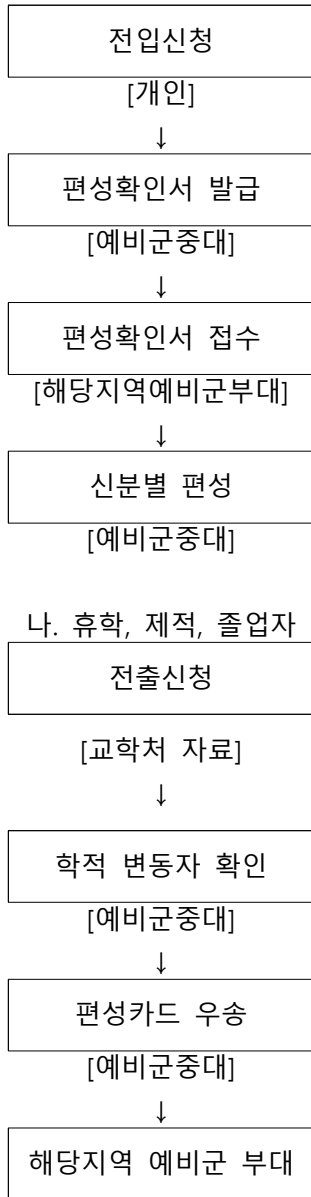 전입신청
[개인]
↓
편성확인서 발급
[예비군중대]
↓
편성확인서 접수
[해당지역예비군부대]
↓
신분별 편성
[예비군중대]
나. 휴학, 제적, 졸업자
전출신청
[교학처 자료]
↓
학적 변동자 확인
[예비군중대]
↓
편성카드 우송
[예비군중대]
↓
해당지역 예비군 부대